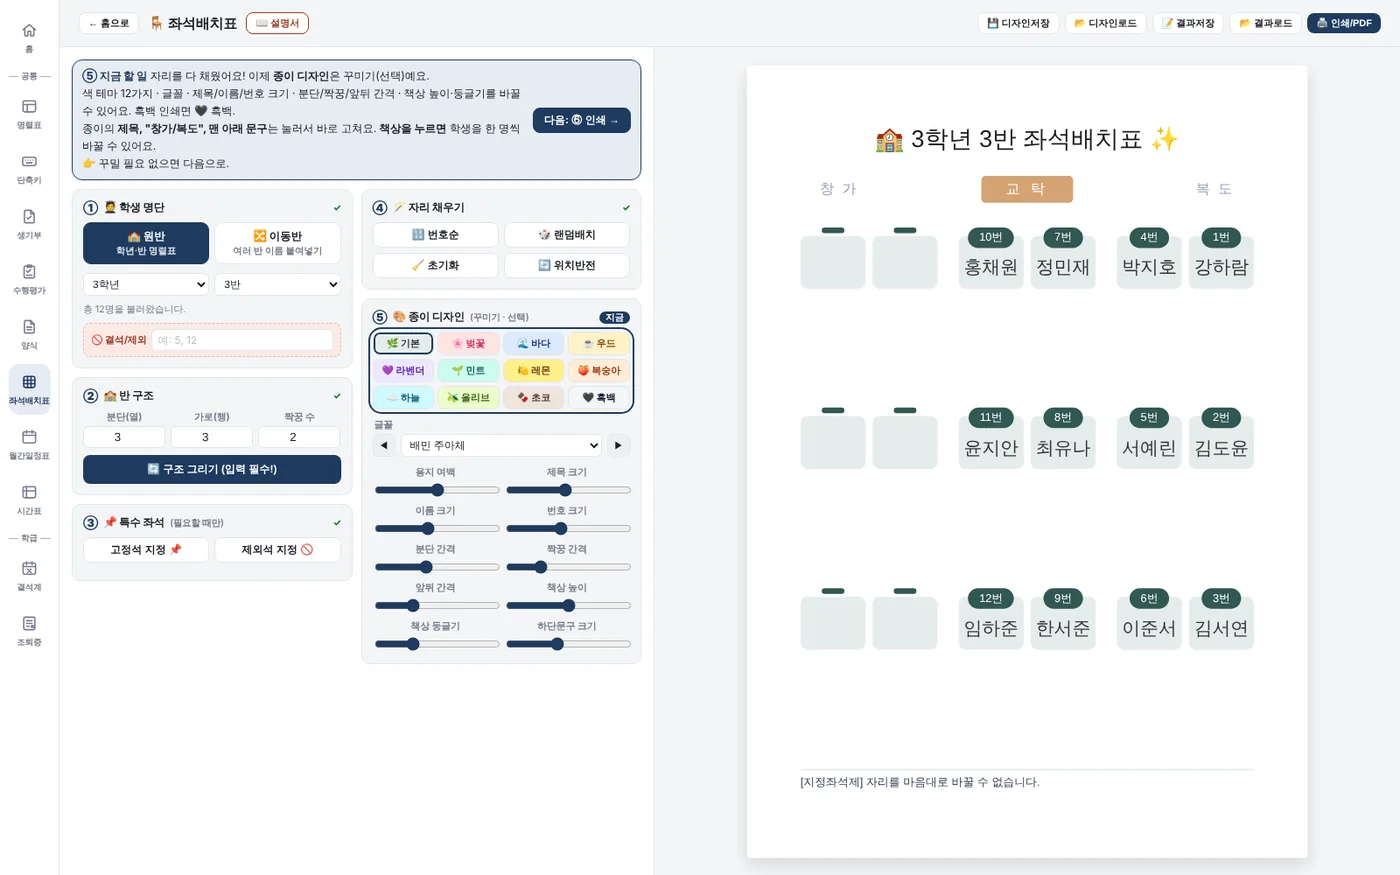 홈
공통
명렬표
단축키
생기부
수행평가
양식
좌석배치표
월간일정표
시간표
학급
결석계
조퇴증
← 홈으로
🪑 좌석배치표
📖 설명서
💾 디자인저장
📂 디자인로드
📝 결과저장
📂 결과로드
🖨️ 인쇄/PDF
⑤ 지금 할 일 자리를 다 채웠어요! 이제 종이 디자인은 꾸미기(선택)예요.
색 테마 12가지 · 글꼴 · 제목/이름/번호 크기 · 분단/짝꿍/앞뒤 간격 · 책상 높이·둥글기를 바꿀
수 있어요. 흑백 인쇄면 🖤 흑백.
종이의 제목, "창가/복도", 맨 아래 문구는 눌러서 바로 고쳐요. 책상을 누르면 학생을 한 명씩
바꿀 수 있어요.
👉 꾸밀 필요 없으면 다음으로.
다음: ⑥ 인쇄 →
① 🧑‍🎓 학생 명단 ✓
🏫 원반
학년·반 명렬표
🔀 이동반
여러 반 이름 붙여넣기
3학년
3반
총 12명을 불러왔습니다.
🚫 결석/제외
예: 5, 12
② 🏫 반 구조 ✓
분단(열) 가로(행) 짝꿍 수
3 3 2
🔄 구조 그리기 (입력 필수!)
③ 📌 특수 좌석 (필요할 때만) ✓
고정석 지정 📌
제외석 지정 🚫
④ 🪄 자리 채우기 ✓
🔢 번호순
🎲 랜덤배치
🧹 초기화
🔄 위치반전
⑤ 🎨 종이 디자인 (꾸미기 · 선택) 지금
🌿 기본 🌸 벚꽃 🌊 바다 ☕ 우드
💜 라벤더 🌱 민트 🍋 레몬 🍑 복숭아
☁️ 하늘 🫒 올리브 🍫 초코 🖤 흑백
글꼴
◀ 배민 주아체 ▶
용지 여백 제목 크기
이름 크기 번호 크기
분단 간격 짝꿍 간격
앞뒤 간격 책상 높이
책상 둥글기 하단문구 크기
🏫 3학년 3반 좌석배치표 ✨
창가 교탁 복도
10번 7번 4번 1번
홍채원 정민재 박지호 강하람
11번 8번 5번 2번
윤지안 최유나 서예린 김도윤
12번 9번 6번 3번
임하준 한서준 이준서 김서연
[지정좌석제] 자리를 마음대로 바꿀 수 없습니다.